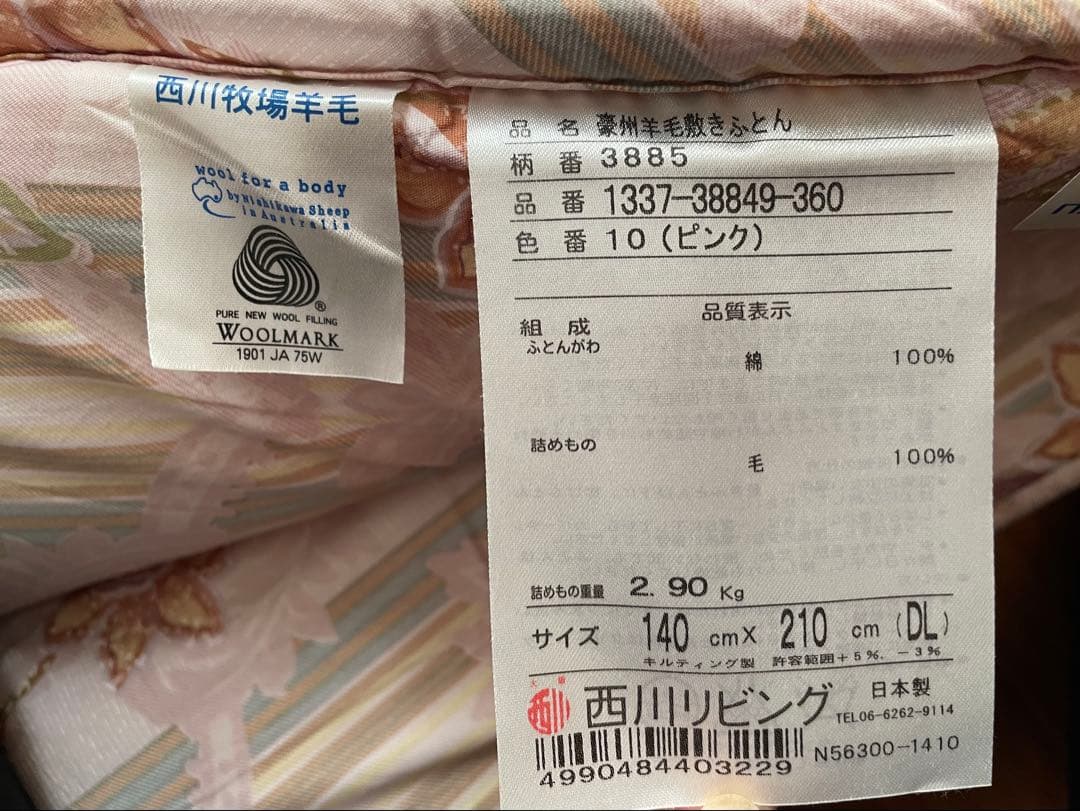 西川牧場羊毛
wool for a body
by Nishikawa Sheep
in Australia
®
PURE NEW WOOL FILLING
WOOLMARK
1901 JA 75W
品 名 豪州羊毛敷きふとん
柄 番 3885
品 番 1337-38849-360
色 番 10(ピンク)
品質表示
組 成
ふとんがわ
綿 100%
詰めもの
毛 100%
詰めもの重量 2.90 Kg
サイズ 140 cm X 210 cm (DL)
キルティング製 許容範囲+5%.-3%
西川 西川リビング 日本製
TEL06-6262-9114
N56300-1410
4990484403229